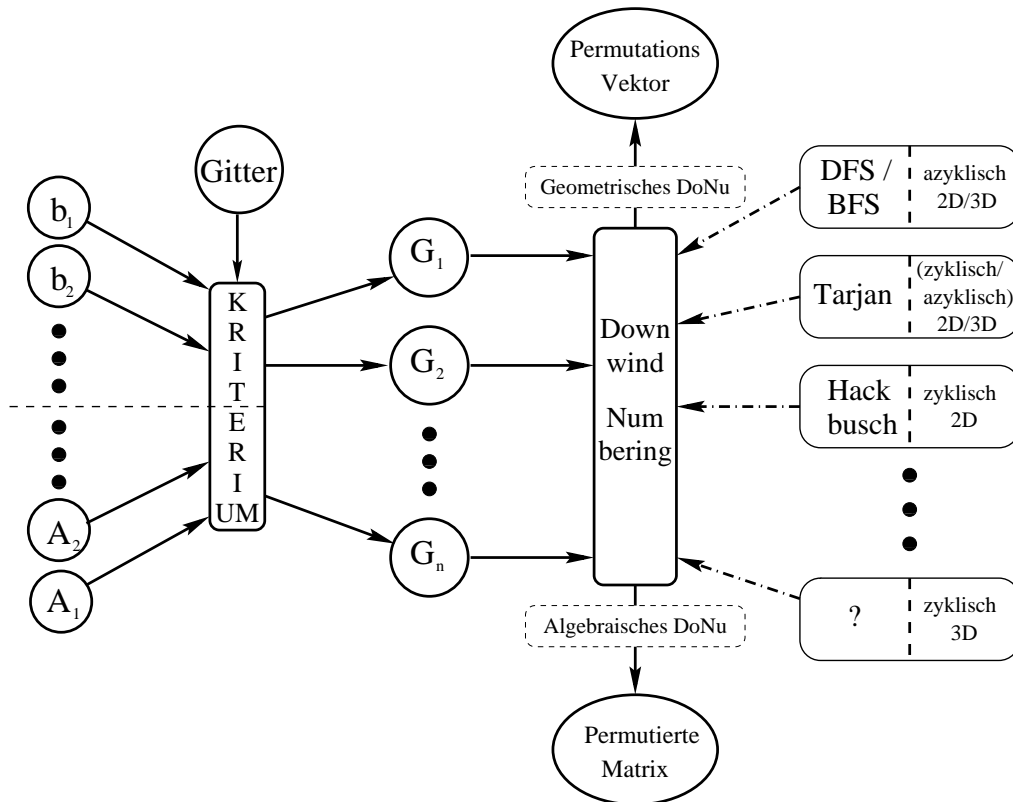 Permutations
Vektor
Gitter
b1
b2
A2
A1
K
R
I
T
E
R
I
UM
G1
G2
Gn
Geometrisches DoNu
Down
wind
Num
bering
Algebraisches DoNu
Permutierte
Matrix
DFS /
BFS
azyklisch
2D/3D
Tarjan
(zyklisch/
azyklisch)
2D/3D
Hack
busch
zyklisch
2D
?
zyklisch
3D